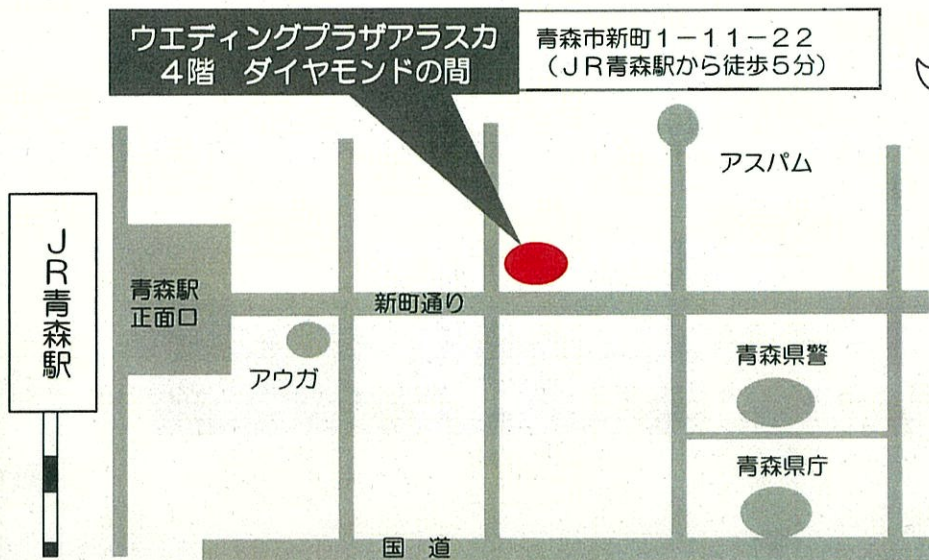 ウエディングプラザアラスカ
4階 ダイヤモンドの間
青森市新町1-11-22
（JR青森駅から徒歩5分）
アスパム
JR青森駅
青森駅
正面口
新町通り
アウガ
青森県警
青森県庁
国道